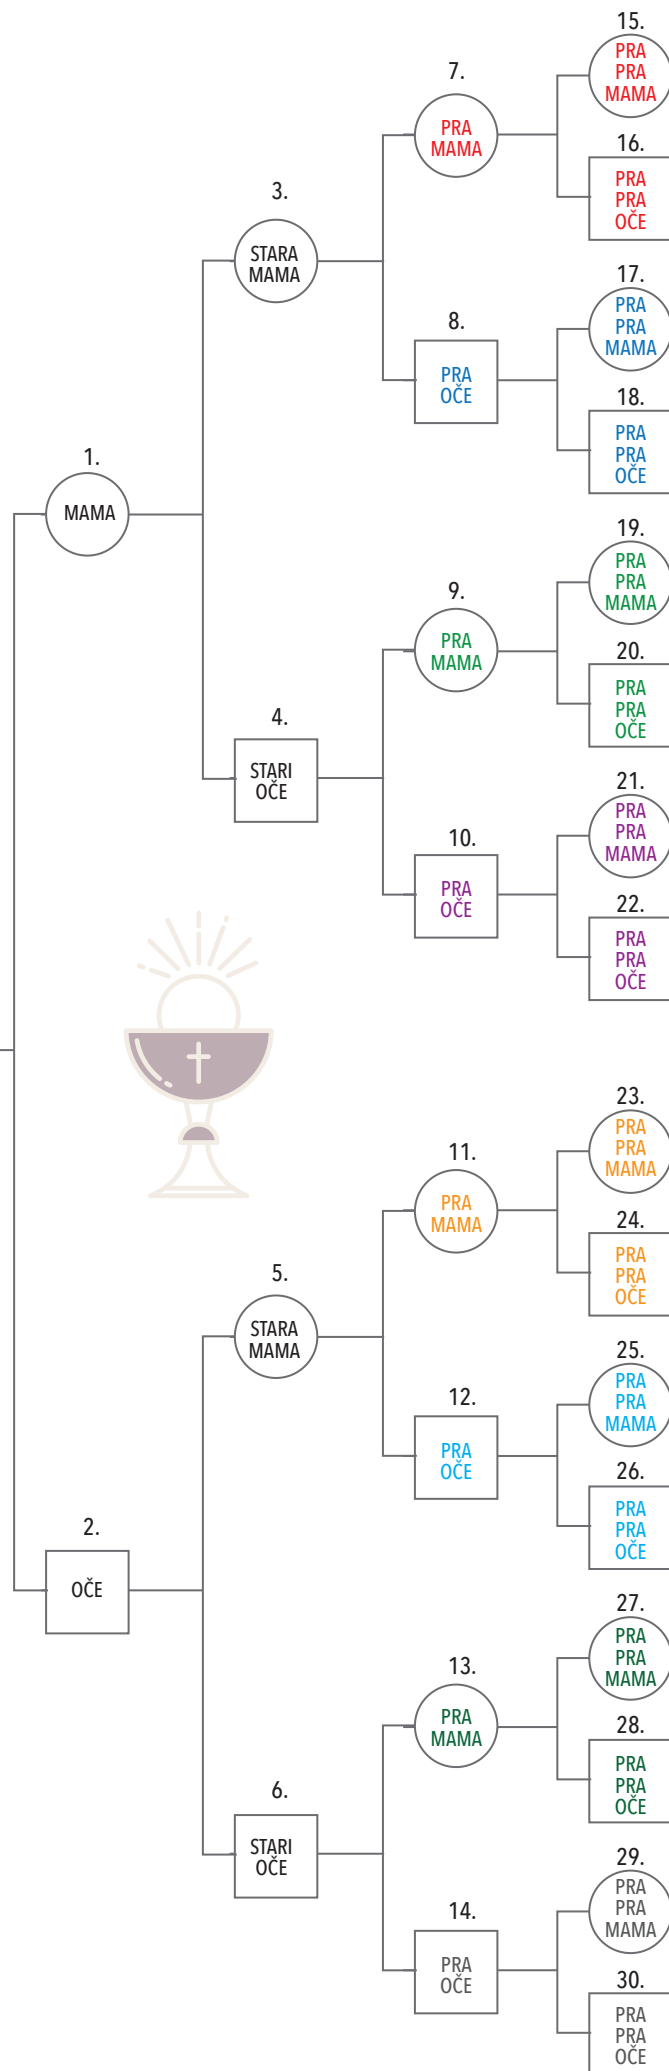 15.
PRA
PRA
MAMA
7.
PRA
MAMA
16.
PRA
PRA
OČE
3.
STARA
MAMA
17.
PRA
PRA
MAMA
8.
PRA
OČE
18.
PRA
PRA
OČE
1.
MAMA
19.
PRA
PRA
MAMA
9.
PRA
MAMA
20.
PRA
PRA
OČE
4.
STARI
OČE
21.
PRA
PRA
MAMA
10.
PRA
OČE
22.
PRA
PRA
OČE
23.
PRA
PRA
MAMA
11.
PRA
MAMA
24.
PRA
PRA
OČE
5.
STARA
MAMA
25.
PRA
PRA
MAMA
12.
PRA
OČE
26.
PRA
PRA
OČE
2.
OČE
27.
PRA
PRA
MAMA
13.
PRA
MAMA
28.
PRA
PRA
OČE
6.
STARI
OČE
29.
PRA
PRA
MAMA
14.
PRA
OČE
30.
PRA
PRA
OČE